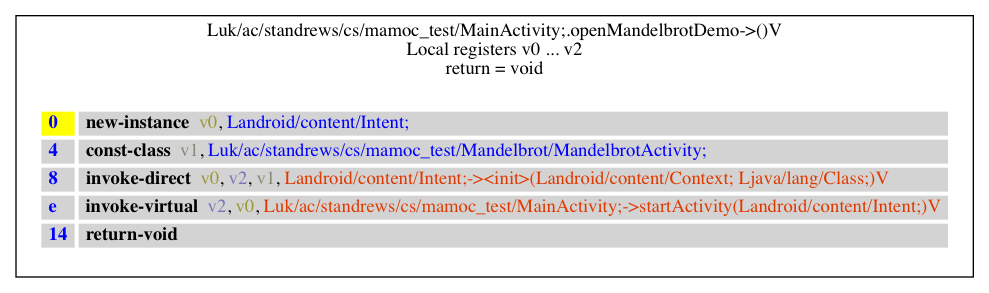 Luk/ac/standrews/cs/mamoc_test/MainActivity;.openMandelbrotDemo->()V
Local registers v0 ... v2
return = void
0 new-instance v0, Landroid/content/Intent;
4 const-class v1, Luk/ac/standrews/cs/mamoc_test/Mandelbrot/MandelbrotActivity;
8 invoke-direct v0, v2, v1, Landroid/content/Intent;-><init>(Landroid/content/Context; Ljava/lang/Class;)V
e invoke-virtual v2, v0, Luk/ac/standrews/cs/mamoc_test/MainActivity;->startActivity(Landroid/content/Intent;)V
14 return-void